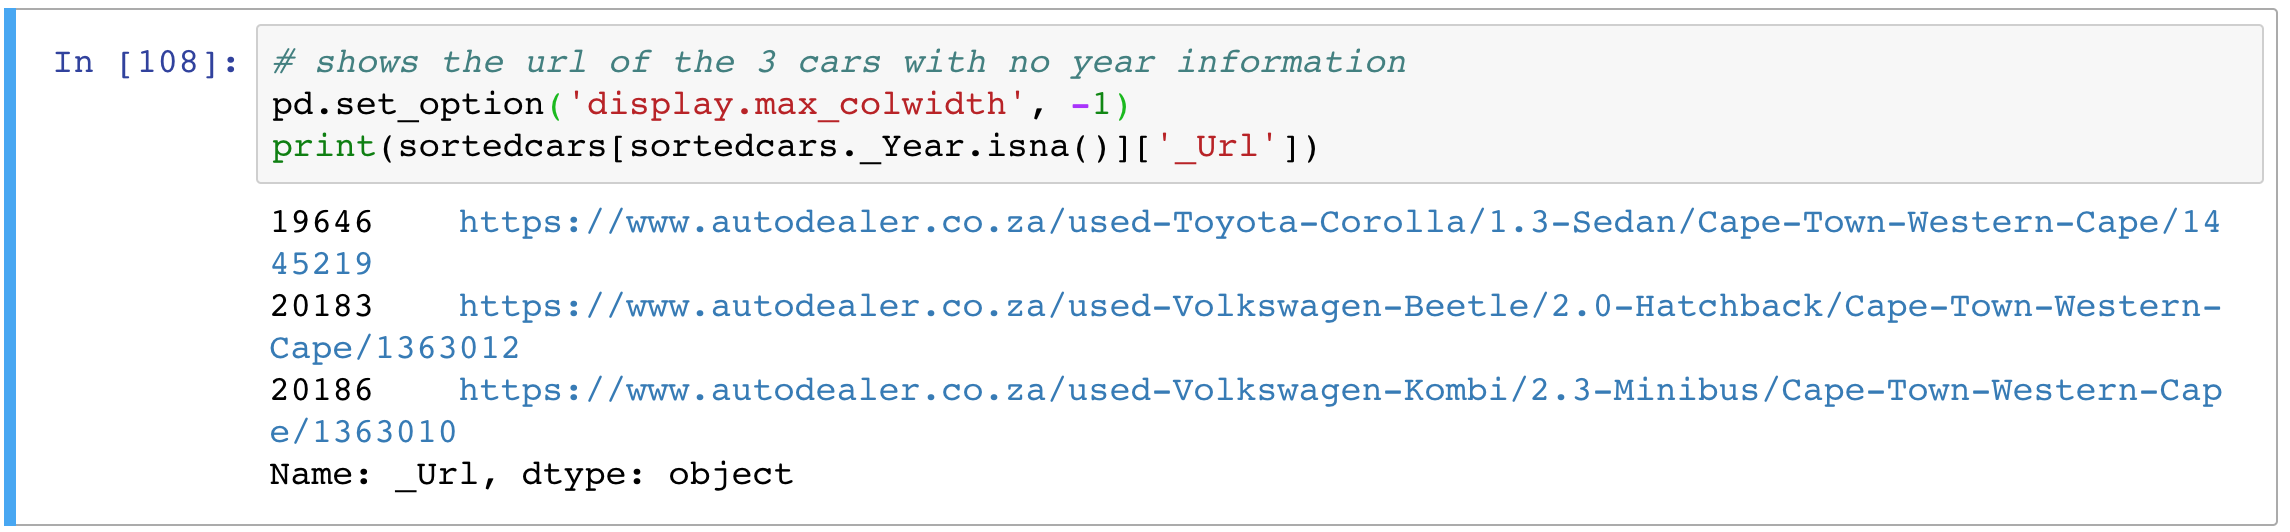 In [108]: # shows the url of the 3 cars with no year information
pd.set_option('display.max_colwidth', -1)
print(sortedcars[sortedcars._Year.isna()]['_Url'])
19646    https://www.autodealer.co.za/used-Toyota-Corolla/1.3-Sedan/Cape-Town-Western-Cape/14
45219
20183    https://www.autodealer.co.za/used-Volkswagen-Beetle/2.0-Hatchback/Cape-Town-Western-
Cape/1363012
20186    https://www.autodealer.co.za/used-Volkswagen-Kombi/2.3-Minibus/Cape-Town-Western-Cap
e/1363010
Name: _Url, dtype: object